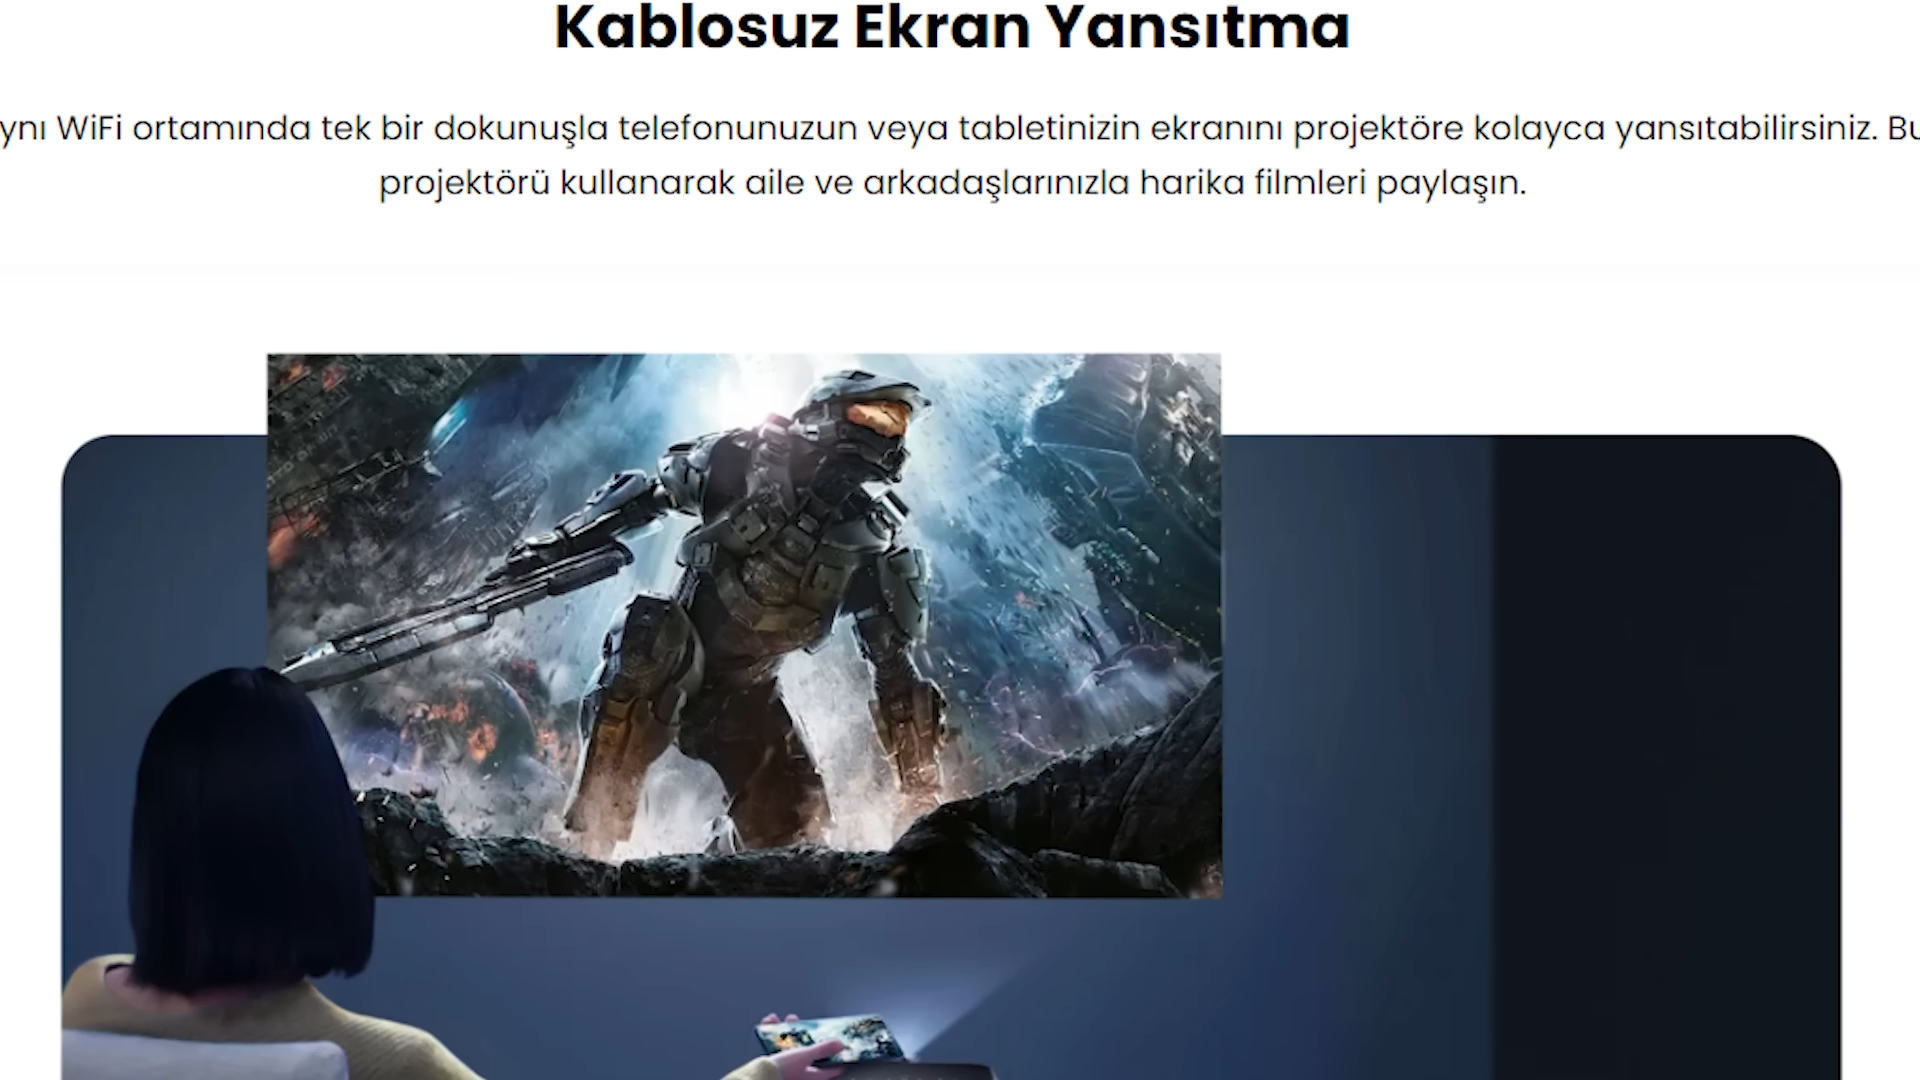 Kablosuz Ekran Yansıtma
ynı WiFi ortamında tek bir dokunuşla telefonunuzun veya tabletinizin ekranını projektöre kolayca yansıtabilirsiniz. Bu
projektörü kullanarak aile ve arkadaşlarınızla harika filmleri paylaşın.